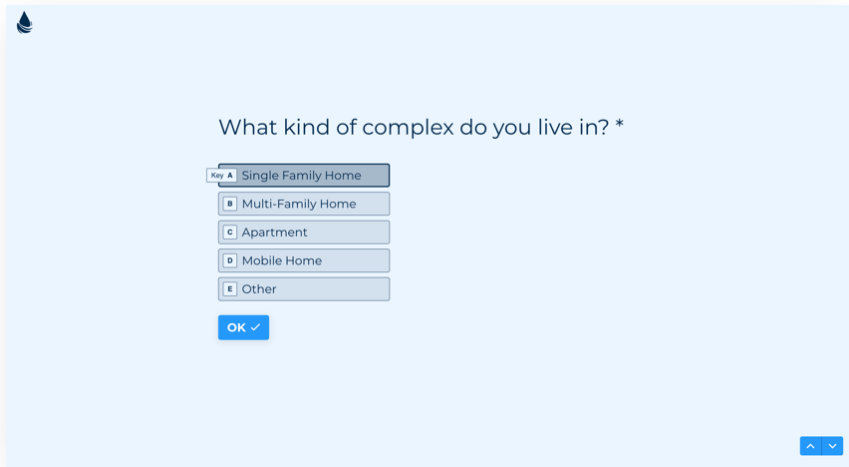 What kind of complex do you live in? *
Key A Single Family Home
B Multi-Family Home
C Apartment
D Mobile Home
E Other
OK